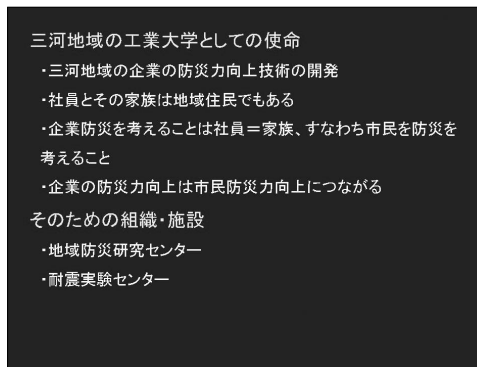 三河地域の工業大学としての使命
・三河地域の企業の防災力向上技術の開発
・社員とその家族は地域住民でもある
・企業防災を考えることは社員＝家族、すなわち市民を防災を
考えること
・企業の防災力向上は市民防災力向上につながる
そのための組織・施設
・地域防災研究センター
・耐震実験センター